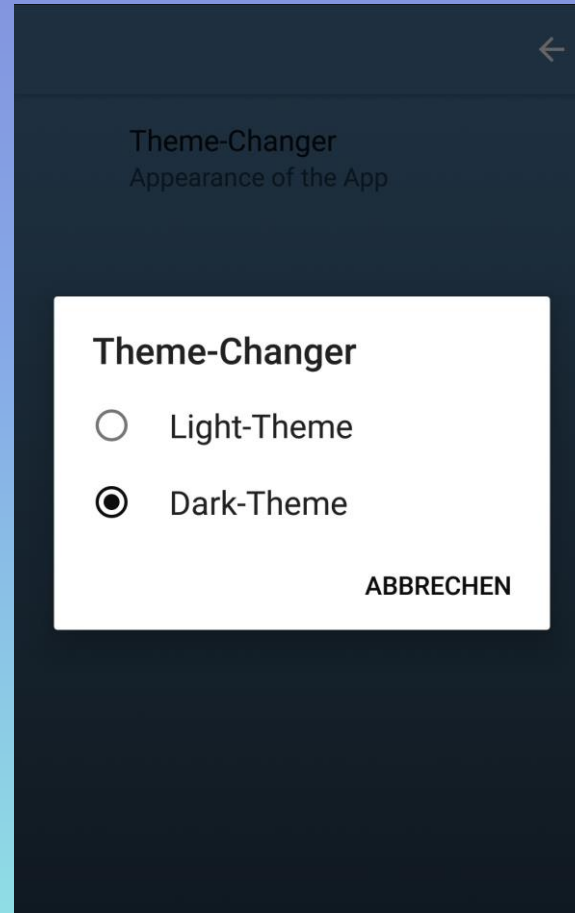 Theme-Changer
Appearance of the App
Theme-Changer
Light-Theme
Dark-Theme
ABBRECHEN